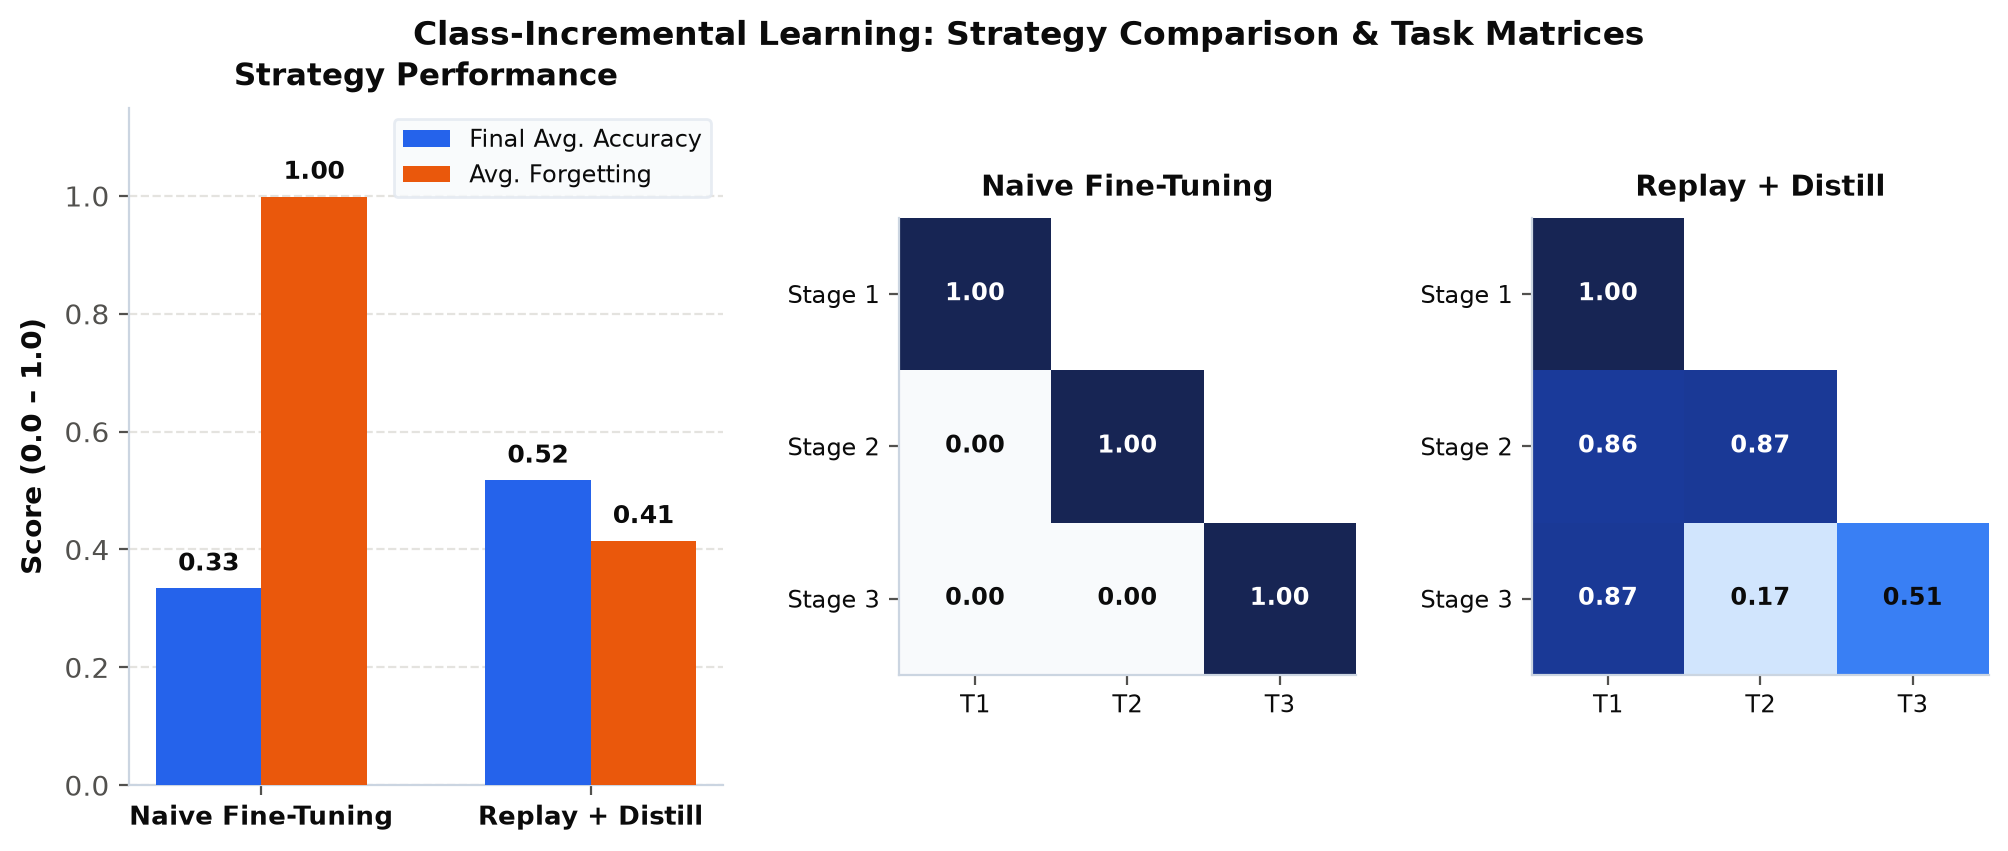 Class-Incremental Learning: Strategy Comparison & Task Matrices
Strategy Performance
Final Avg. Accuracy
Avg. Forgetting
Score (0.0 – 1.0)
1.0
0.8
0.6
0.4
0.2
0.0
0.33
1.00
0.52
0.41
Naive Fine-Tuning
Replay + Distill
Naive Fine-Tuning
Stage 1
1.00
Stage 2
0.00 1.00
Stage 3
0.00 0.00 1.00
T1 T2 T3
Replay + Distill
Stage 1
1.00
Stage 2
0.86 0.87
Stage 3
0.87 0.17 0.51
T1 T2 T3